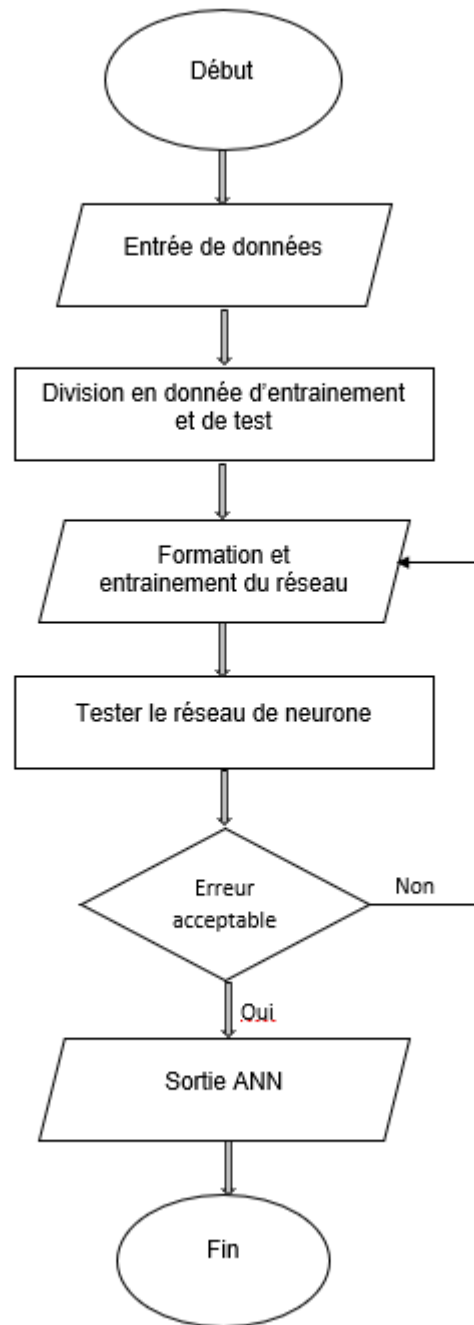 Début
Entrée de données
Division en donnée d'entrainement
et de test
Formation et
entrainement du réseau
Tester le réseau de neurone
Erreur
acceptable
Non
Oui
Sortie ANN
Fin